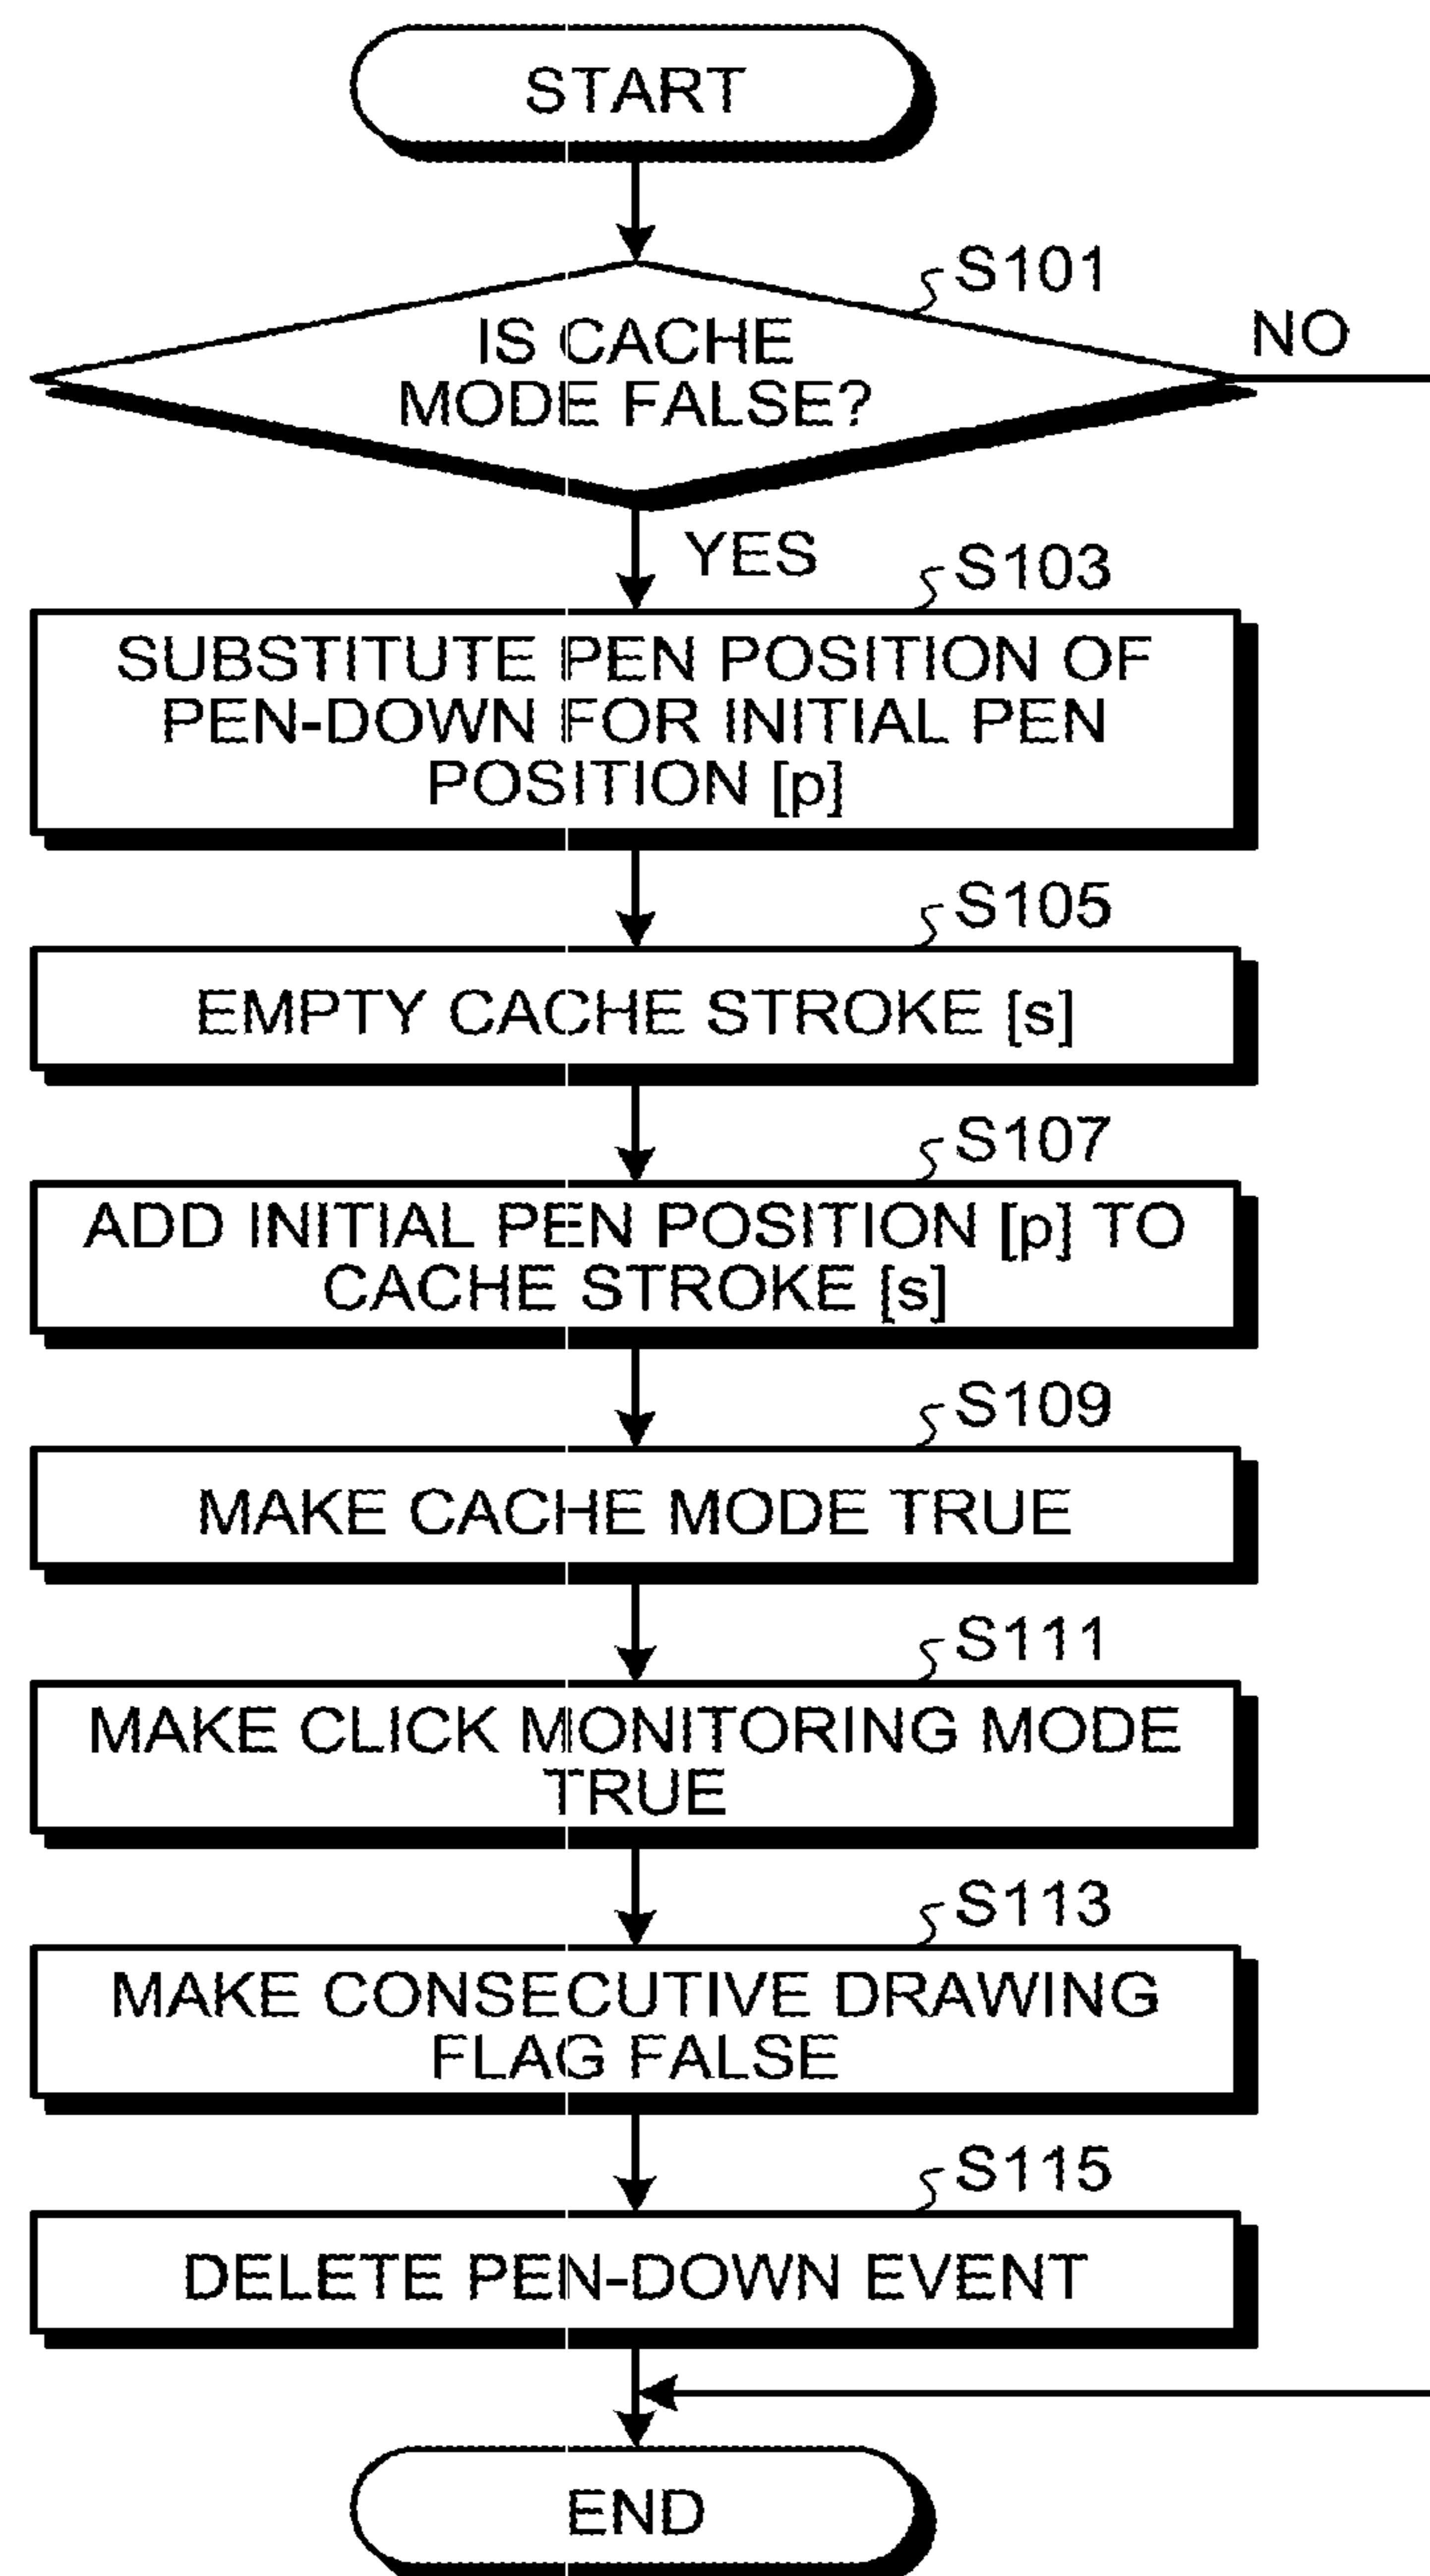 START
S101
IS CACHE
MODE FALSE?
NO
YES
S103
SUBSTITUTE PEN POSITION OF
PEN-DOWN FOR INITIAL PEN
POSITION [p]
S105
EMPTY CACHE STROKE [s]
S107
ADD INITIAL PEN POSITION [p] TO
CACHE STROKE [s]
S109
MAKE CACHE MODE TRUE
S111
MAKE CLICK MONITORING MODE
TRUE
S113
MAKE CONSECUTIVE DRAWING
FLAG FALSE
S115
DELETE PEN-DOWN EVENT
END